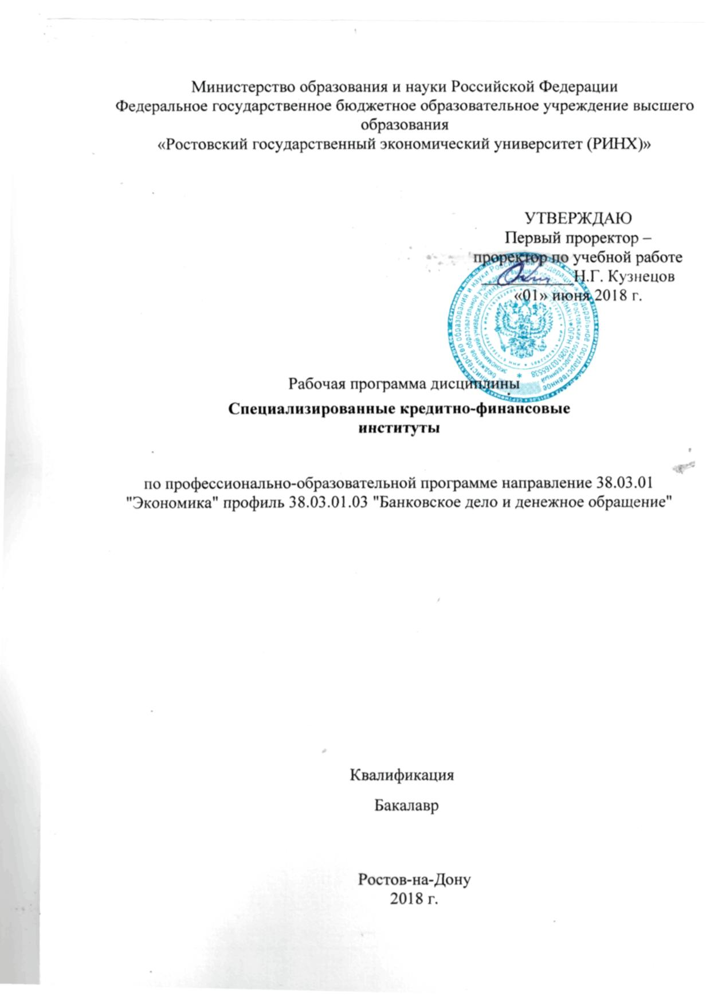 Министерство образования и науки Российской Федерации
Федеральное государственное бюджетное образовательное учреждение высшего
образования
«Ростовский государственный экономический университет (РИНХ)»
УТВЕРЖДАЮ
Первый проректор –
проректор по учебной работе
Н.Г. Кузнецов
«01» июня 2018 г.
Рабочая программа дисциплины
Специализированные кредитно-финансовые
институты
по профессионально-образовательной программе направление 38.03.01
"Экономика" профиль 38.03.01.03 "Банковское дело и денежное обращение"
Квалификация
Бакалавр
Ростов-на-Дону
2018 г.